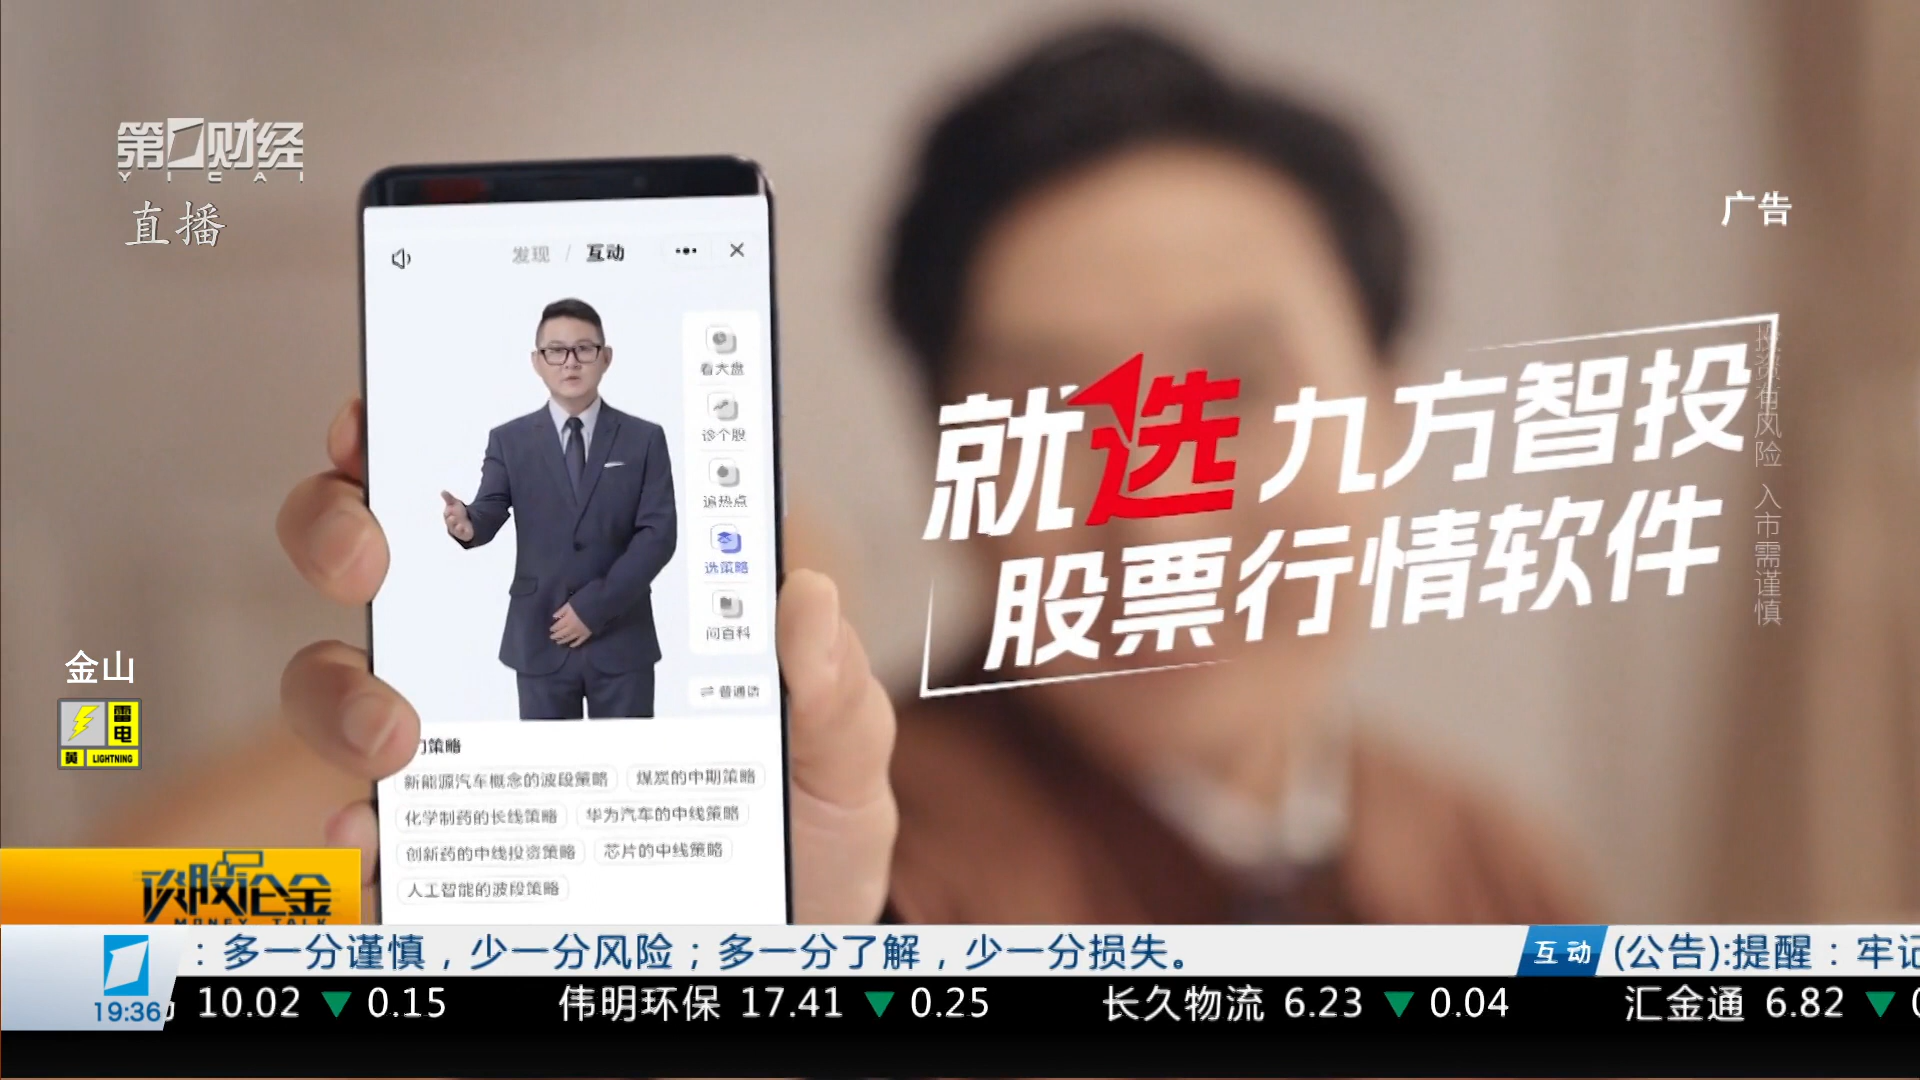 第一财经
YICAI
直播
广告
发现 / 互动
看大盘
诊个股
追热点
选策略
问百科
普通话
策略
新能源汽车概念的波段策略
煤炭的中期策略
化学制药的长线策略
华为汽车的中线策略
创新药的中线投资策略
芯片的中线策略
人工智能的波段策略
就选九方智投
股票行情软件
投资有风险 入市需谨慎
金山
雷电
黄 LIGHTNING
谈股论金
MONEY TALK
：多一分谨慎，少一分风险；多一分了解，少一分损失。
互动 (公告):提醒：牢记
19:36
10.02 ▼ 0.15 伟明环保 17.41 ▼ 0.25 长久物流 6.23 ▼ 0.04 汇金通 6.82 ▼